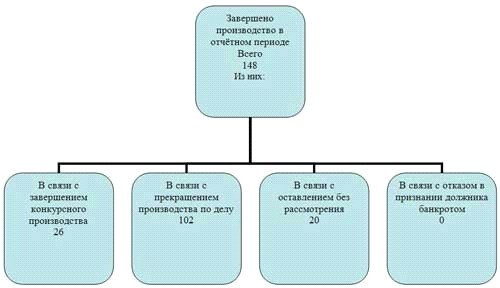 Завершено
производство в
отчётном периоде
Всего
148
Из них:
В связи с
завершением
конкурсного
производства
26
В связи с
прекращением
производства по делу
102
В связи с
оставлением без
рассмотрения
20
В связи с отказом в
признании должника
банкротом
0